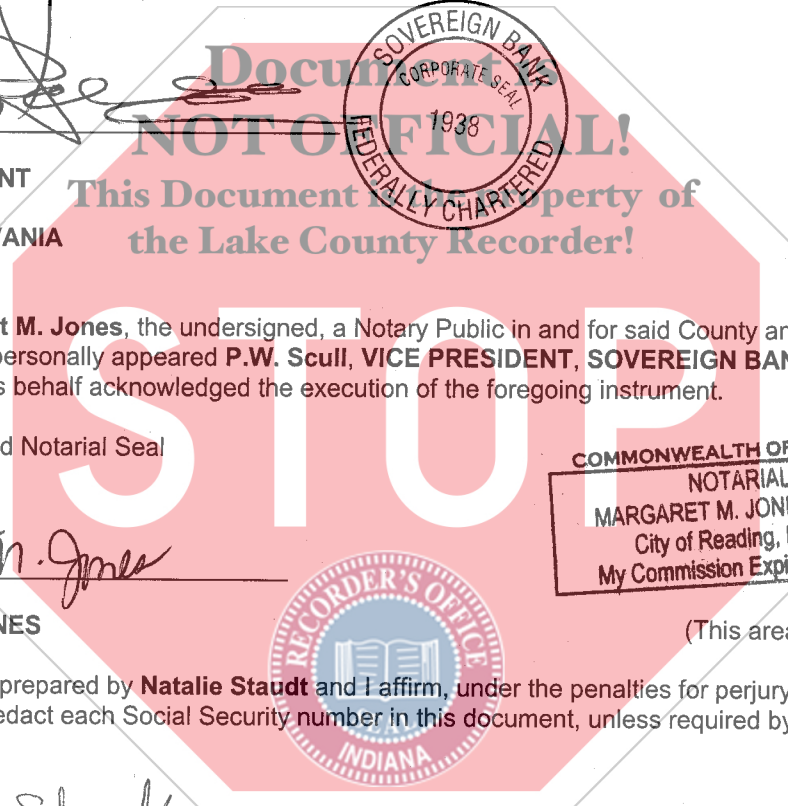 SOVEREIGN BANK
CORPORATE SEAL
1938
FEDERALLY CHARTERED
Document is
NOT OFFICIAL!
This Document is the property of
the Lake County Recorder!
NT
VANIA
STOP
t M. Jones, the undersigned, a Notary Public in and for said County an
personally appeared P.W. Scull, VICE PRESIDENT, SOVEREIGN BAN
s behalf acknowledged the execution of the foregoing instrument.
d Notarial Seal
COMMONWEALTH OF
NOTARIAL
MARGARET M. JONE
City of Reading,
My Commission Expi
M. Jones
NES
(This area
RECORDER'S OFFICE
SEAL
INDIANA
prepared by Natalie Staudt and I affirm, under the penalties for perjury
edact each Social Security number in this document, unless required by